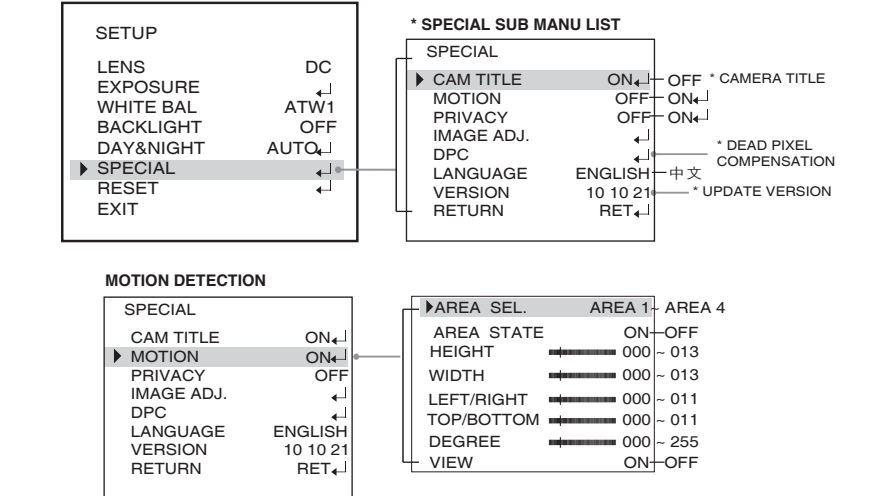 SETUP
LENS DC
EXPOSURE
WHITE BAL ATW1
BACKLIGHT OFF
DAY&NIGHT AUTO
SPECIAL
RESET
EXIT
* SPECIAL SUB MANU LIST
SPECIAL
CAM TITLE ON OFF * CAMERA TITLE
MOTION OFF ON
PRIVACY OFF ON
IMAGE ADJ.
DPC * DEAD PIXEL
COMPENSATION
LANGUAGE ENGLISH 中文
VERSION 10 10 21 * UPDATE VERSION
RETURN RET
MOTION DETECTION
SPECIAL
CAM TITLE ON
MOTION ON
PRIVACY OFF
IMAGE ADJ.
DPC
LANGUAGE ENGLISH
VERSION 10 10 21
RETURN RET
AREA SEL. AREA 1 ~ AREA 4
AREA STATE ON OFF
HEIGHT 000 ~ 013
WIDTH 000 ~ 013
LEFT/RIGHT 000 ~ 011
TOP/BOTTOM 000 ~ 011
DEGREE 000 ~ 255
VIEW ON OFF